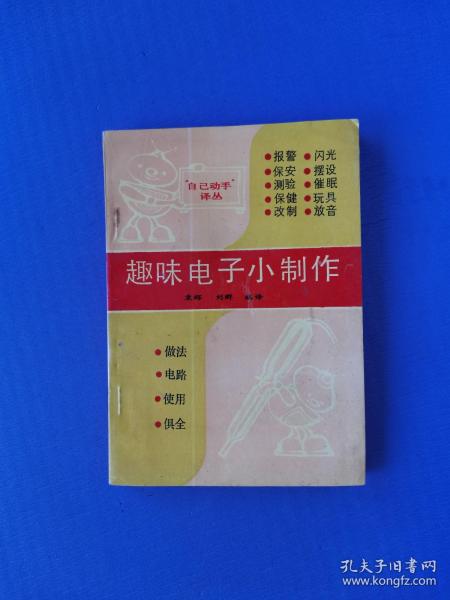 "自己动手"
译丛
●报警 ●闪光
●保安 ●摆设
●测验 ●催眠
●保健 ●玩具
●改制 ●放音
趣味电子小制作
编译
●做法
●电路
●使用
●俱全
孔夫子旧书网
www.kongfz.com